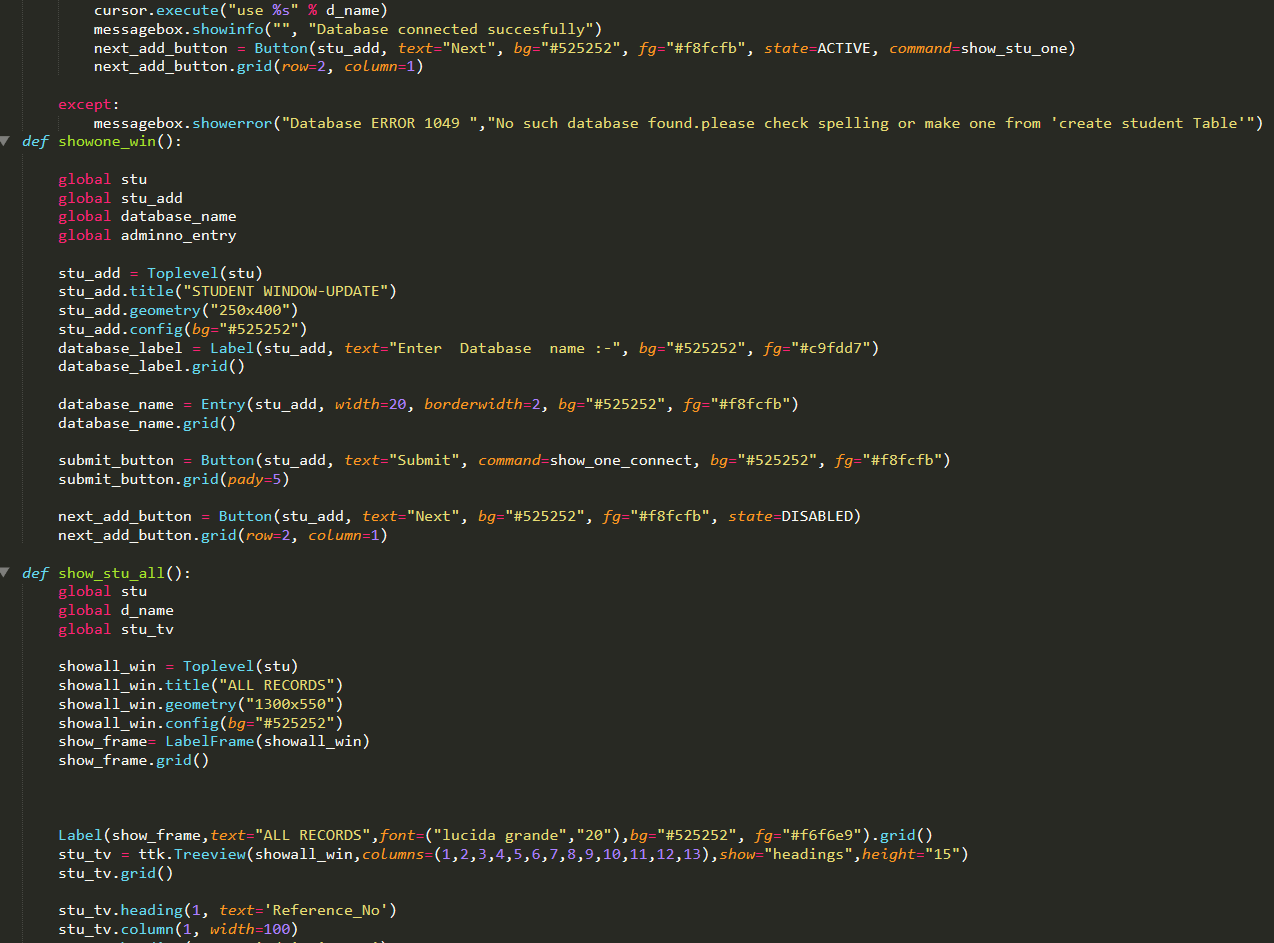 cursor.execute("use %s" % d_name)
messagebox.showinfo("", "Database connected succesfully")
next_add_button = Button(stu_add, text="Next", bg="#525252", fg="#f8fcfb", state=ACTIVE, command=show_stu_one)
next_add_button.grid(row=2, column=1)
except:
messagebox.showerror("Database ERROR 1049 ","No such database found.please check spelling or make one from 'create student Table'")
def showone_win():
global stu
global stu_add
global database_name
global adminno_entry
stu_add = Toplevel(stu)
stu_add.title("STUDENT WINDOW-UPDATE")
stu_add.geometry("250x400")
stu_add.config(bg="#525252")
database_label = Label(stu_add, text="Enter  Database  name :-", bg="#525252", fg="#c9fdd7")
database_label.grid()
database_name = Entry(stu_add, width=20, borderwidth=2, bg="#525252", fg="#f8fcfb")
database_name.grid()
submit_button = Button(stu_add, text="Submit", command=show_one_connect, bg="#525252", fg="#f8fcfb")
submit_button.grid(pady=5)
next_add_button = Button(stu_add, text="Next", bg="#525252", fg="#f8fcfb", state=DISABLED)
next_add_button.grid(row=2, column=1)
def show_stu_all():
global stu
global d_name
global stu_tv
showall_win = Toplevel(stu)
showall_win.title("ALL RECORDS")
showall_win.geometry("1300x550")
showall_win.config(bg="#525252")
show_frame= LabelFrame(showall_win)
show_frame.grid()
Label(show_frame,text="ALL RECORDS",font=("lucida grande","20"),bg="#525252", fg="#f6f6e9").grid()
stu_tv = ttk.Treeview(showall_win,columns=(1,2,3,4,5,6,7,8,9,10,11,12,13),show="headings",height="15")
stu_tv.grid()
stu_tv.heading(1, text='Reference_No')
stu_tv.column(1, width=100)